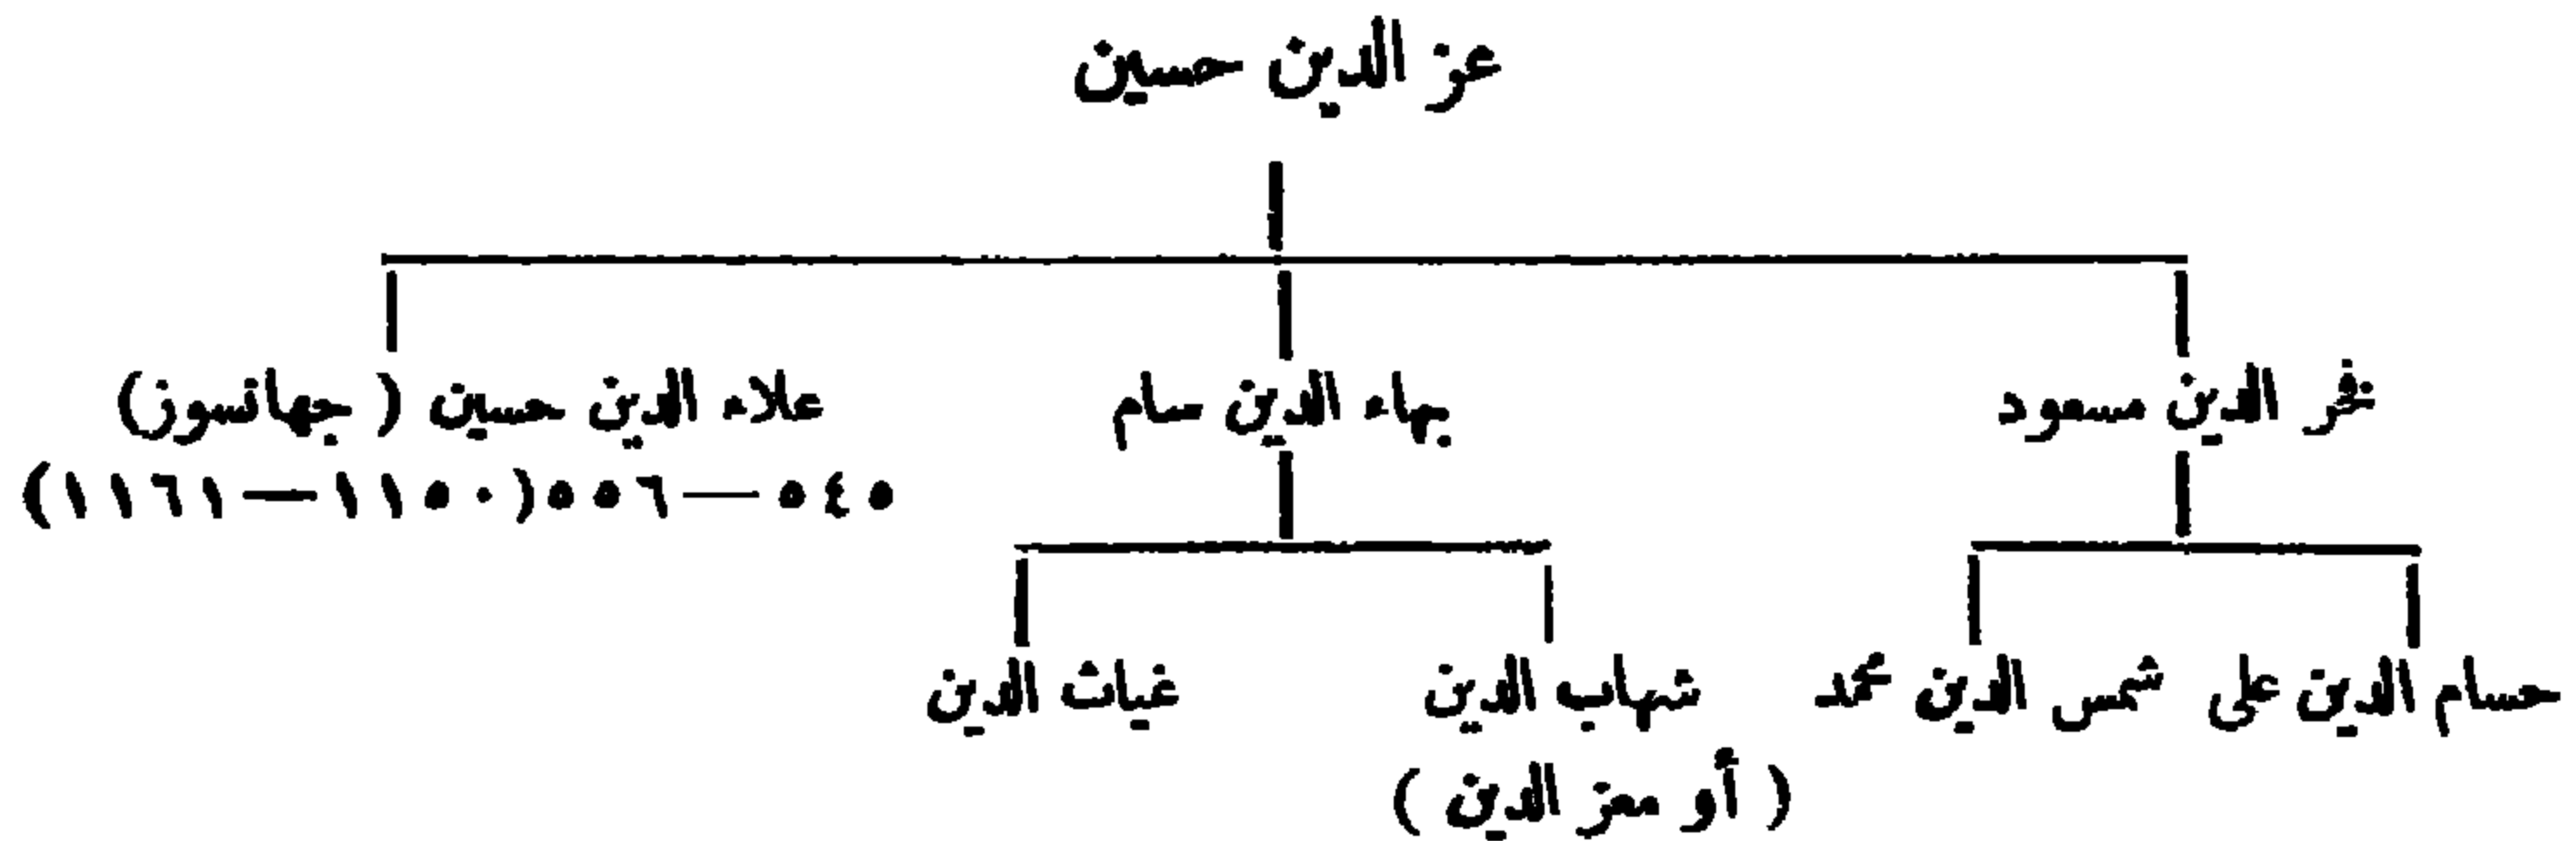 عز الدين حسين
فخر الدين مسعود
بهاء الدين سام
علاء الدين حسين ( جهانسوز)
٥٤٥ — ٥٥٦(١١٥٠ — ١١٦١)
حسام الدين على
شمس الدين محمد
شهاب الدين
( أو معز الدين )
غياث الدين